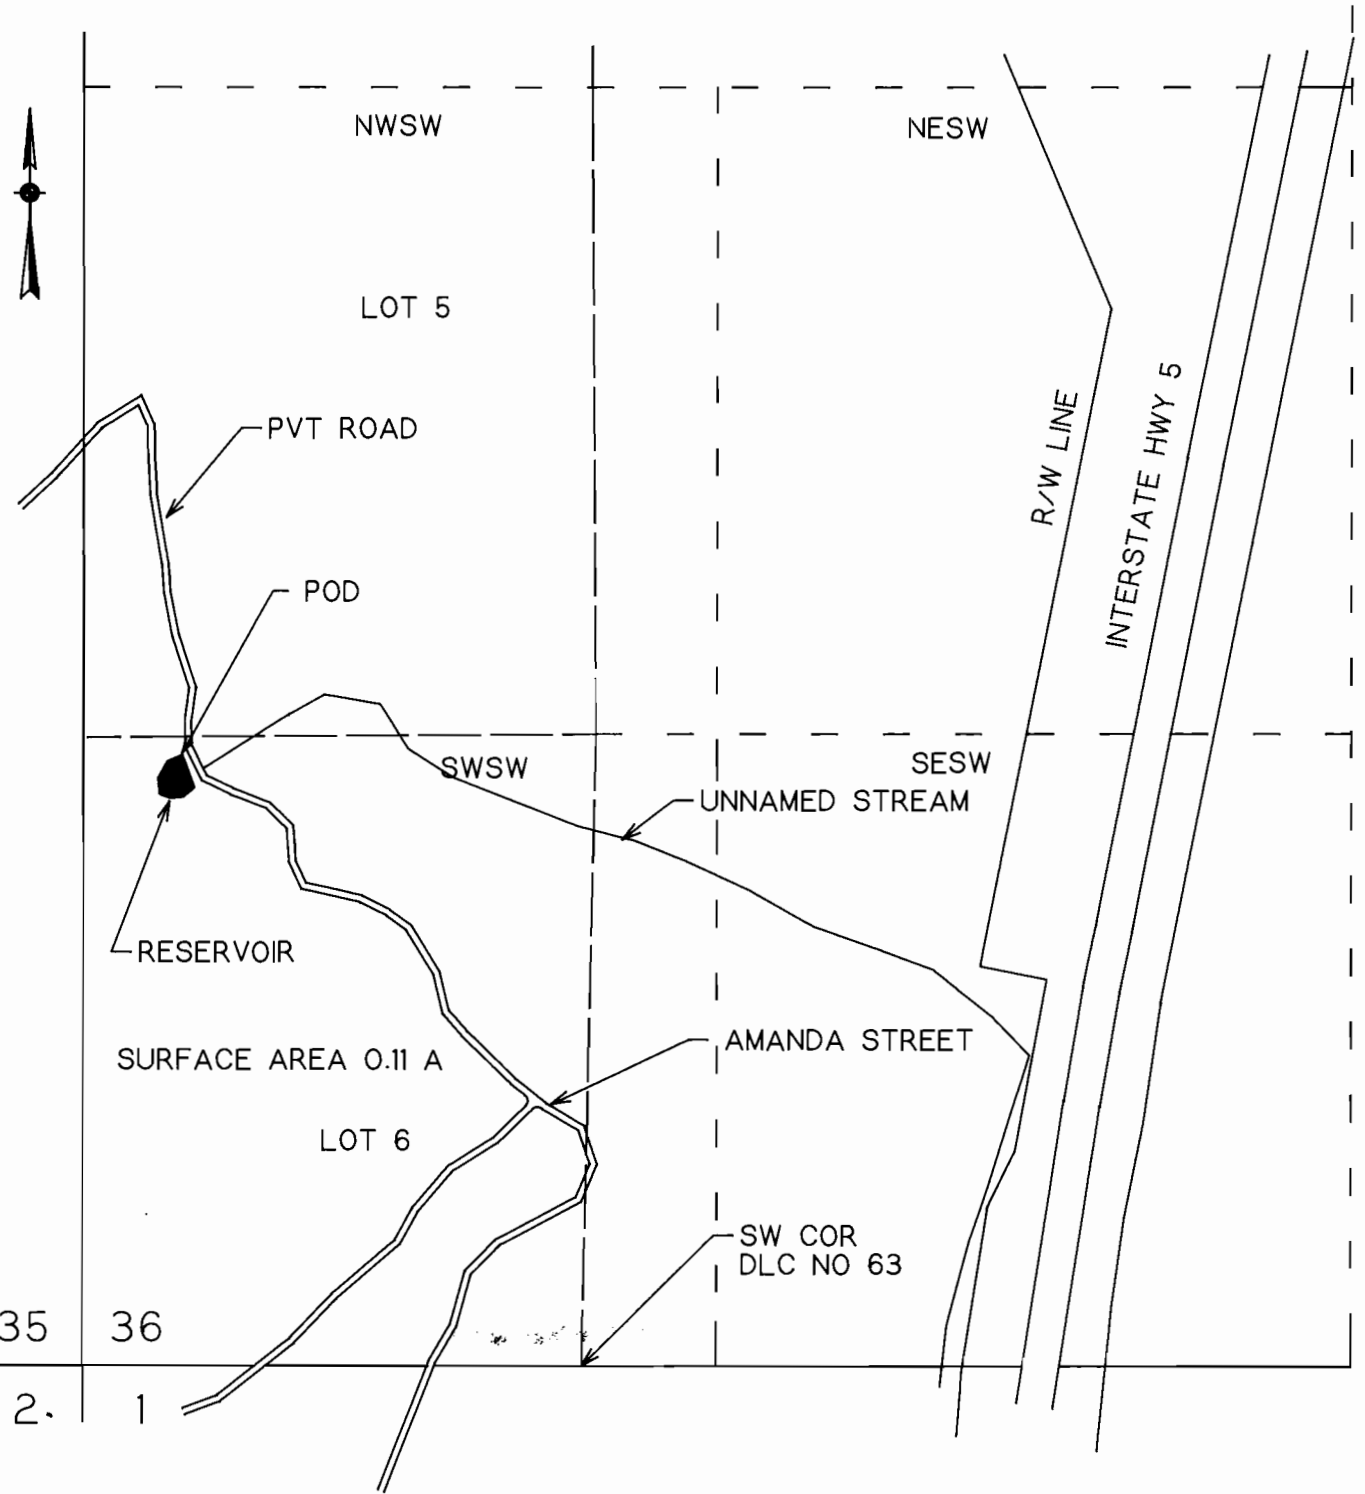 NWSW
NESW
LOT 5
PVT ROAD
R/W LINE
INTERSTATE HWY 5
POD
SWSW
SESW
UNNAMED STREAM
RESERVOIR
AMANDA STREET
SURFACE AREA 0.11 A
LOT 6
SW COR
DLC NO 63
35
36
2.
1